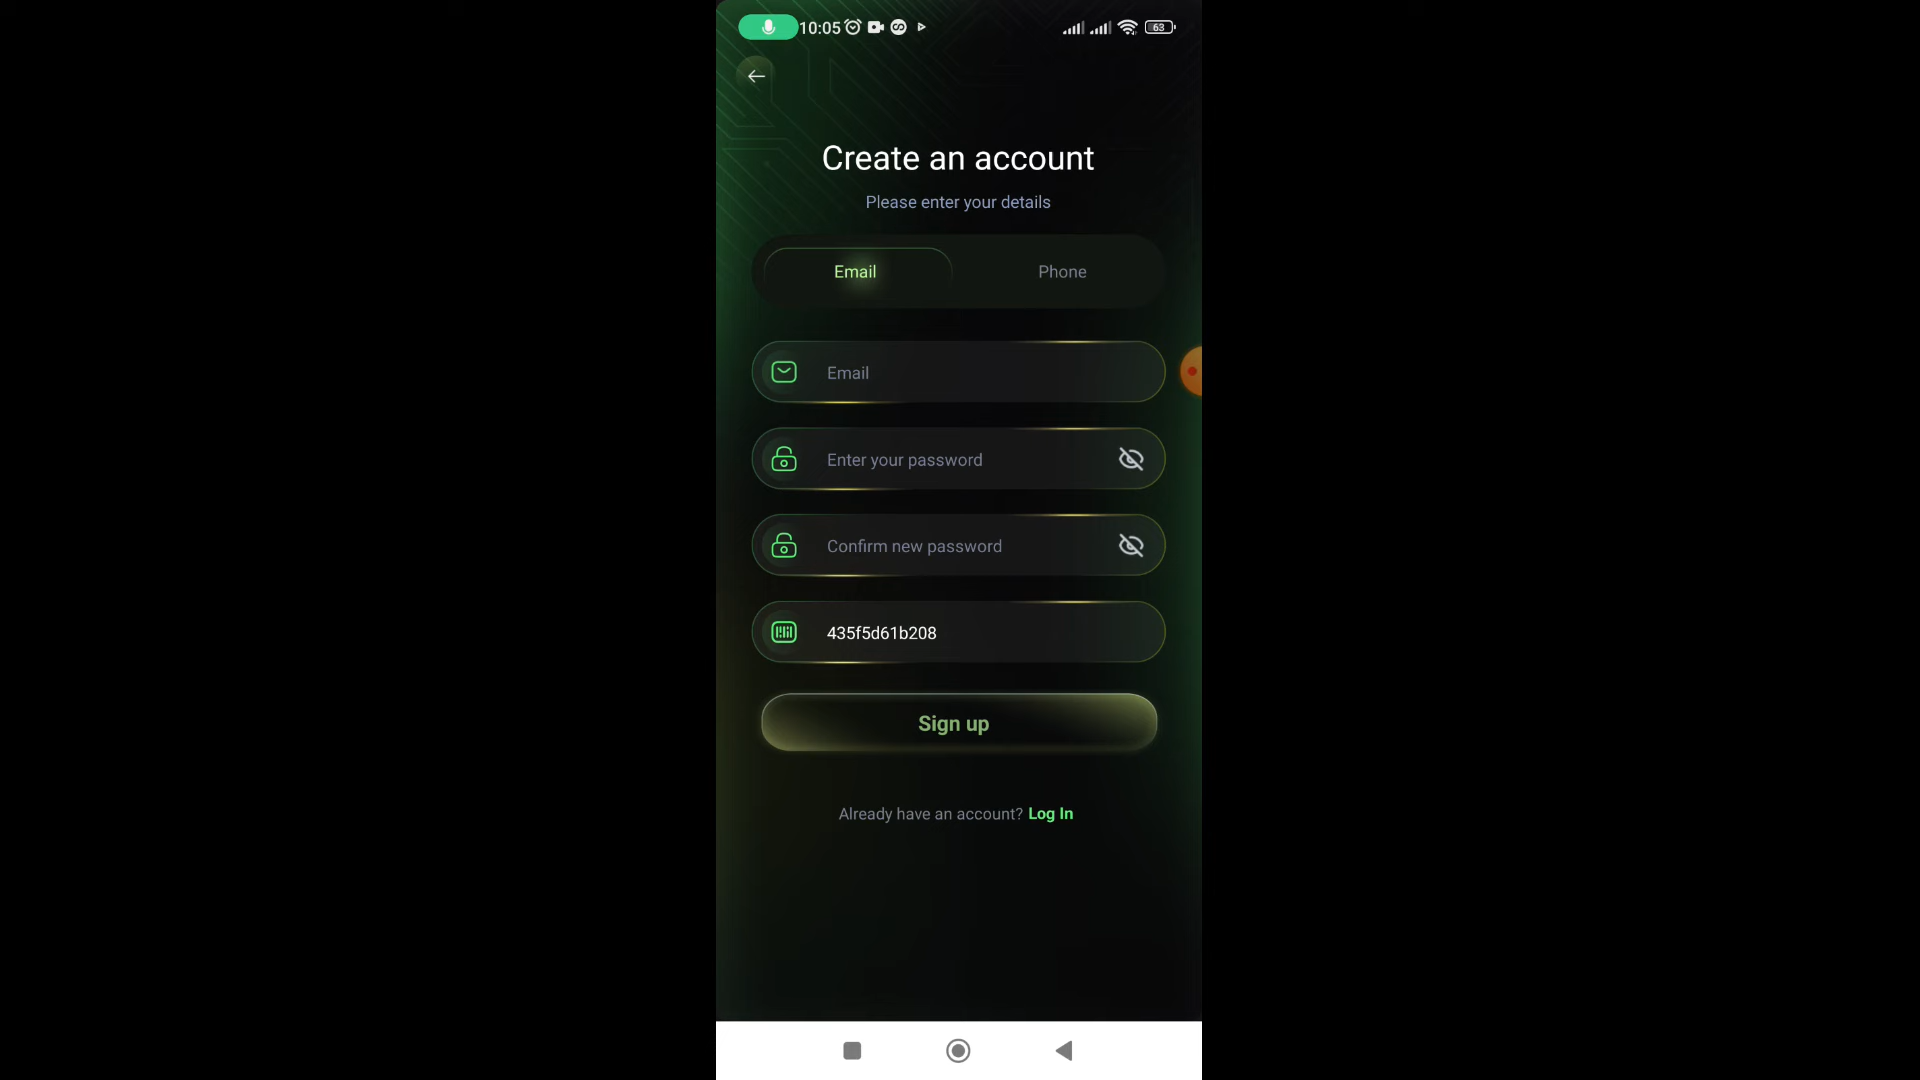 10:05
63
Create an account
Please enter your details
Email
Phone
Email
Enter your password
Confirm new password
435f5d61b208
Sign up
Already have an account? Log In